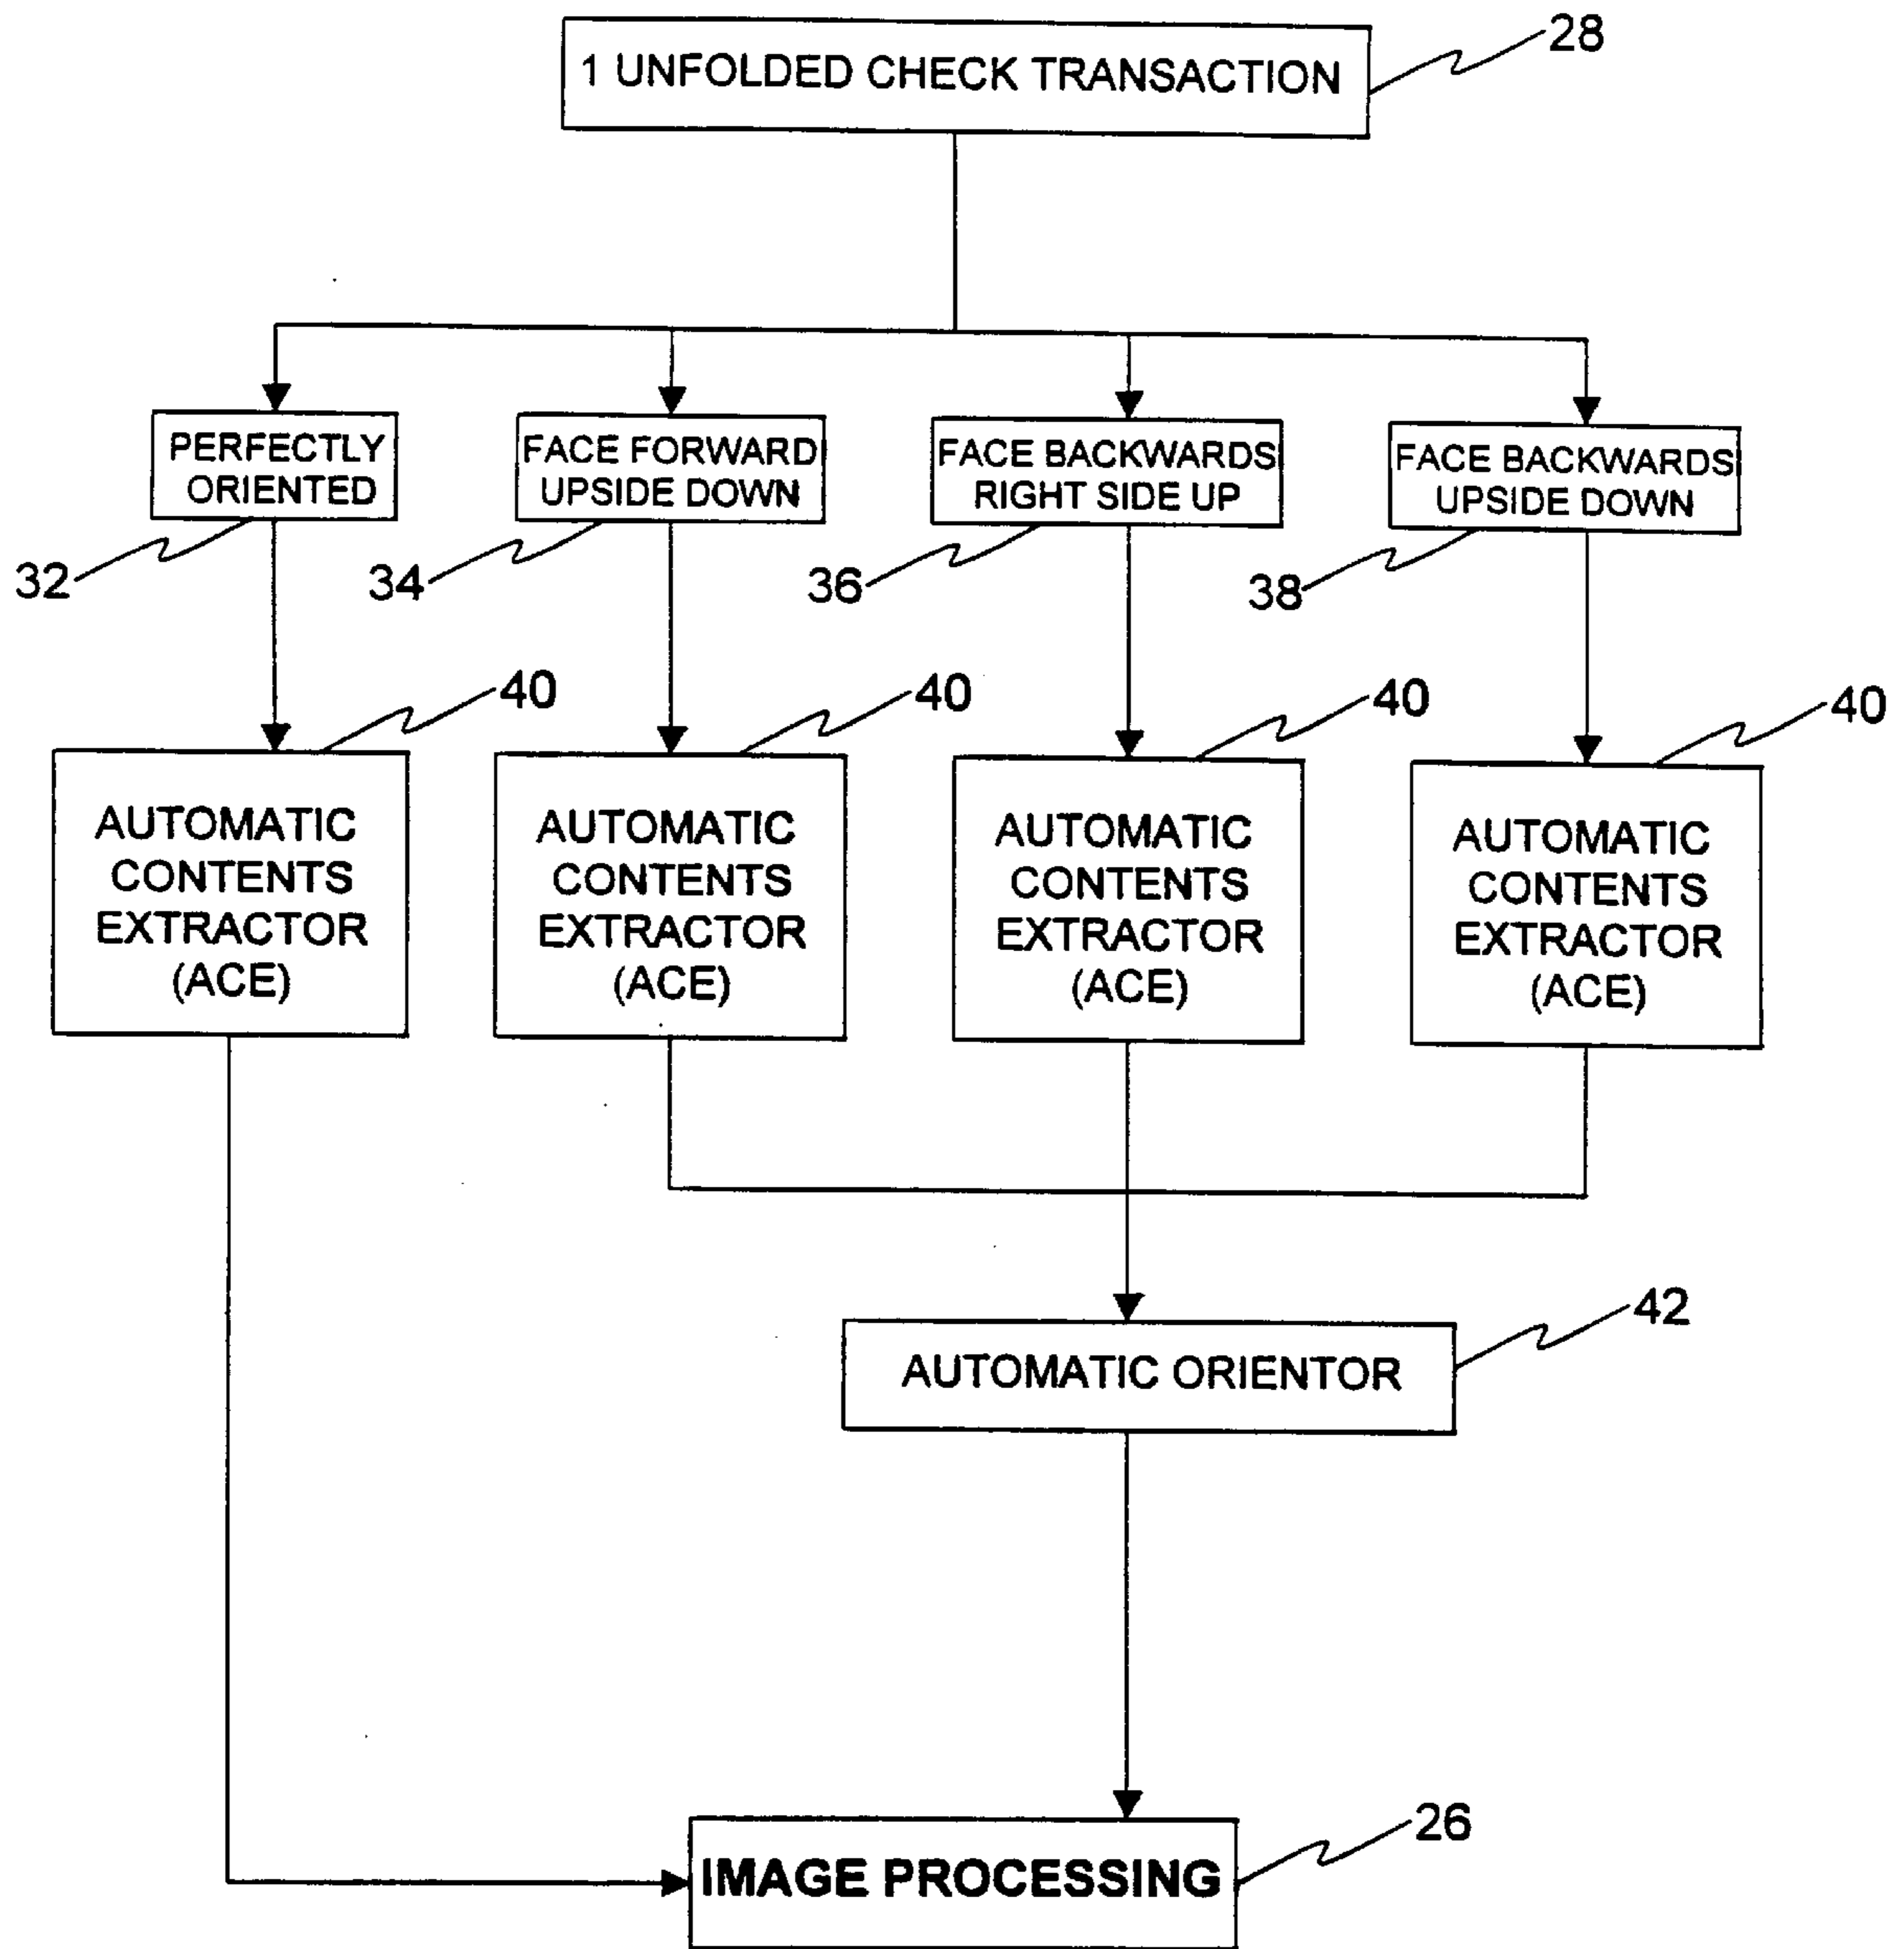 1 UNFOLDED CHECK TRANSACTION
28
PERFECTLY
ORIENTED
32
FACE FORWARD
UPSIDE DOWN
34
FACE BACKWARDS
RIGHT SIDE UP
36
FACE BACKWARDS
UPSIDE DOWN
38
40
AUTOMATIC
CONTENTS
EXTRACTOR
(ACE)
40
AUTOMATIC
CONTENTS
EXTRACTOR
(ACE)
40
AUTOMATIC
CONTENTS
EXTRACTOR
(ACE)
40
AUTOMATIC
CONTENTS
EXTRACTOR
(ACE)
42
AUTOMATIC ORIENTOR
26
IMAGE PROCESSING